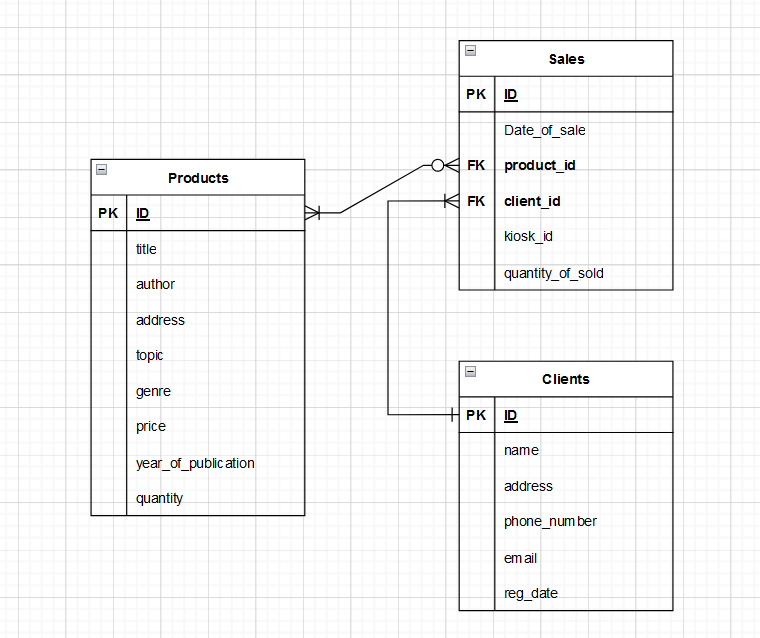 Sales
PK ID
Date_of_sale
FK product_id
FK client_id
kiosk_id
quantity_of_sold
Products
PK ID
title
author
address
topic
genre
price
year_of_publication
quantity
Clients
PK ID
name
address
phone_number
email
reg_date